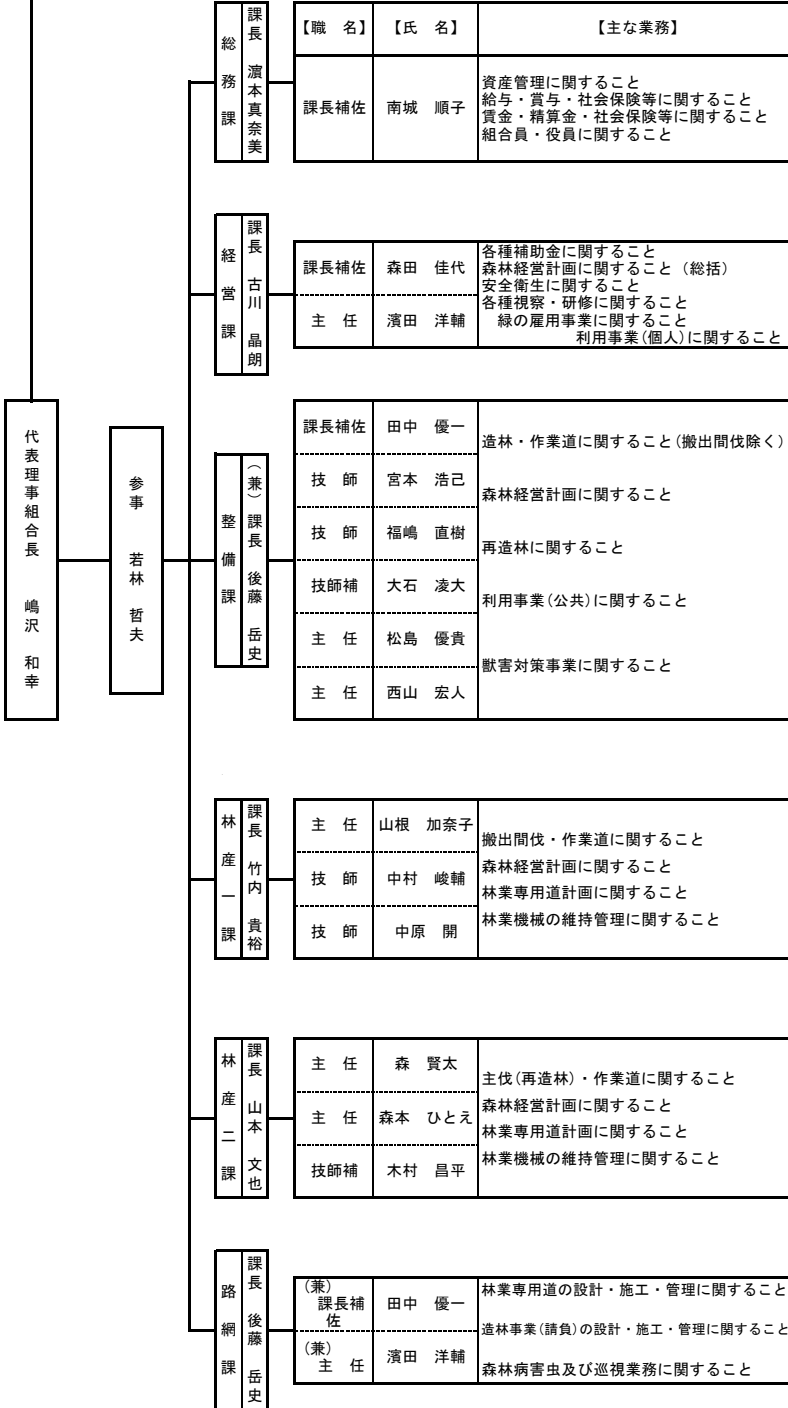 代表理事組合長　嶋沢　和幸
参事　若林　哲夫
総務課
課長　濵本真奈美
【職　名】　【氏　名】　【主な業務】
課長補佐　南城　順子
資産管理に関すること
給与・賞与・社会保険等に関すること
賃金・精算金・社会保険等に関すること
組合員・役員に関すること
経営課
課長　古川　晶朗
課長補佐　森田　佳代
主　任　濱田　洋輔
各種補助金に関すること
森林経営計画に関すること（総括）
安全衛生に関すること
各種視察・研修に関すること
緑の雇用事業に関すること
利用事業(個人)に関すること
整備課
（兼）課長　後藤　岳史
課長補佐　田中　優一
技　師　宮本　浩己
技　師　福嶋　直樹
技師補　大石　凌大
主　任　松島　優貴
主　任　西山　宏人
造林・作業道に関すること(搬出間伐除く)
森林経営計画に関すること
再造林に関すること
利用事業(公共)に関すること
獣害対策事業に関すること
林産一課
課長　竹内　貴裕
主　任　山根　加奈子
技　師　中村　峻輔
技　師　中原　開
搬出間伐・作業道に関すること
森林経営計画に関すること
林業専用道計画に関すること
林業機械の維持管理に関すること
林産二課
課長　山本　文也
主　任　森　賢太
主　任　森本　ひとえ
技師補　木村　昌平
主伐(再造林)・作業道に関すること
森林経営計画に関すること
林業専用道計画に関すること
林業機械の維持管理に関すること
路網課
課長　後藤　岳史
(兼)
課長補佐　田中　優一
(兼)
主　任　濱田　洋輔
林業専用道の設計・施工・管理に関すること
造林事業(請負)の設計・施工・管理に関すること
森林病害虫及び巡視業務に関すること